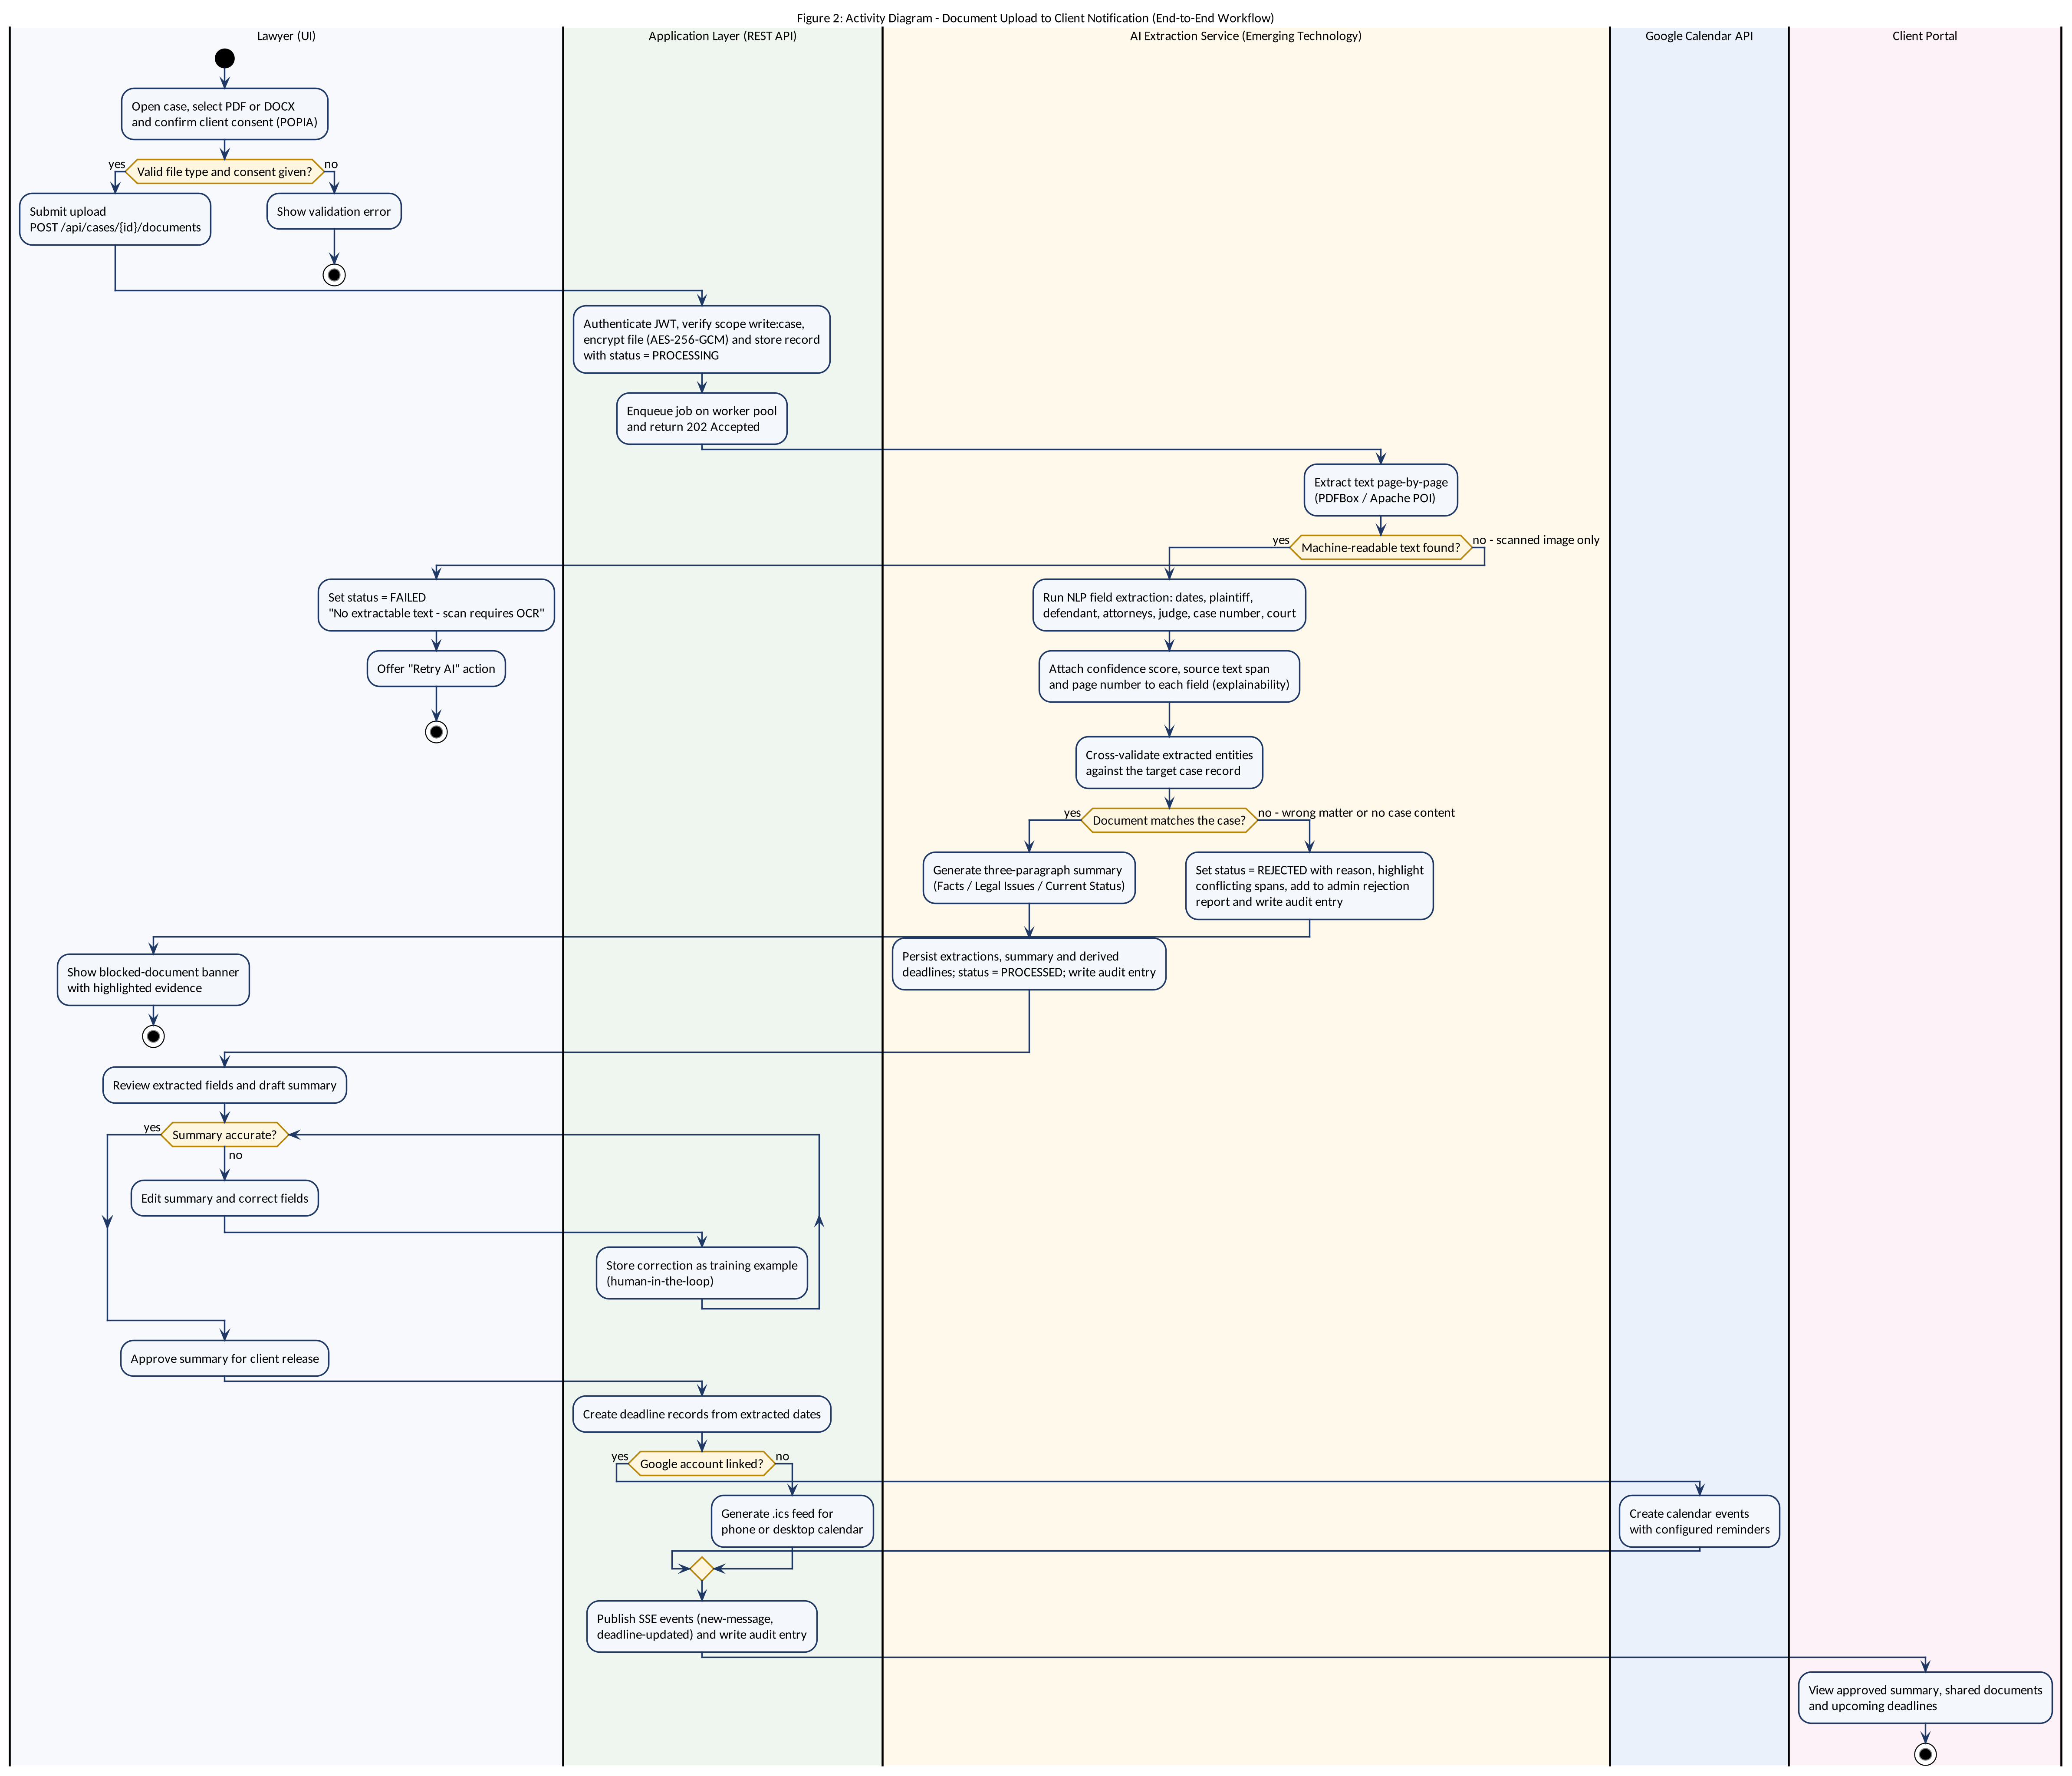 Figure 2: Activity Diagram - Document Upload to Client Notification (End-to-End Workflow)
Lawyer (UI)
Application Layer (REST API)
AI Extraction Service (Emerging Technology)
Google Calendar API
Client Portal
Open case, select PDF or DOCX
and confirm client consent (POPIA)
yes
Valid file type and consent given?
no
Submit upload
POST /api/cases/{id}/documents
Show validation error
Authenticate JWT, verify scope write:case,
encrypt file (AES-256-GCM) and store record
with status = PROCESSING
Enqueue job on worker pool
and return 202 Accepted
Extract text page-by-page
(PDFBox / Apache POI)
yes
Machine-readable text found?
no - scanned image only
Set status = FAILED
"No extractable text - scan requires OCR"
Run NLP field extraction: dates, plaintiff,
defendant, attorneys, judge, case number, court
Offer "Retry AI" action
Attach confidence score, source text span
and page number to each field (explainability)
Cross-validate extracted entities
against the target case record
yes
Document matches the case?
no - wrong matter or no case content
Generate three-paragraph summary
(Facts / Legal Issues / Current Status)
Set status = REJECTED with reason, highlight
conflicting spans, add to admin rejection
report and write audit entry
Show blocked-document banner
with highlighted evidence
Persist extractions, summary and derived
deadlines; status = PROCESSED; write audit entry
Review extracted fields and draft summary
yes
Summary accurate?
no
Edit summary and correct fields
Store correction as training example
(human-in-the-loop)
Approve summary for client release
Create deadline records from extracted dates
yes
Google account linked?
no
Generate .ics feed for
phone or desktop calendar
Create calendar events
with configured reminders
Publish SSE events (new-message,
deadline-updated) and write audit entry
View approved summary, shared documents
and upcoming deadlines